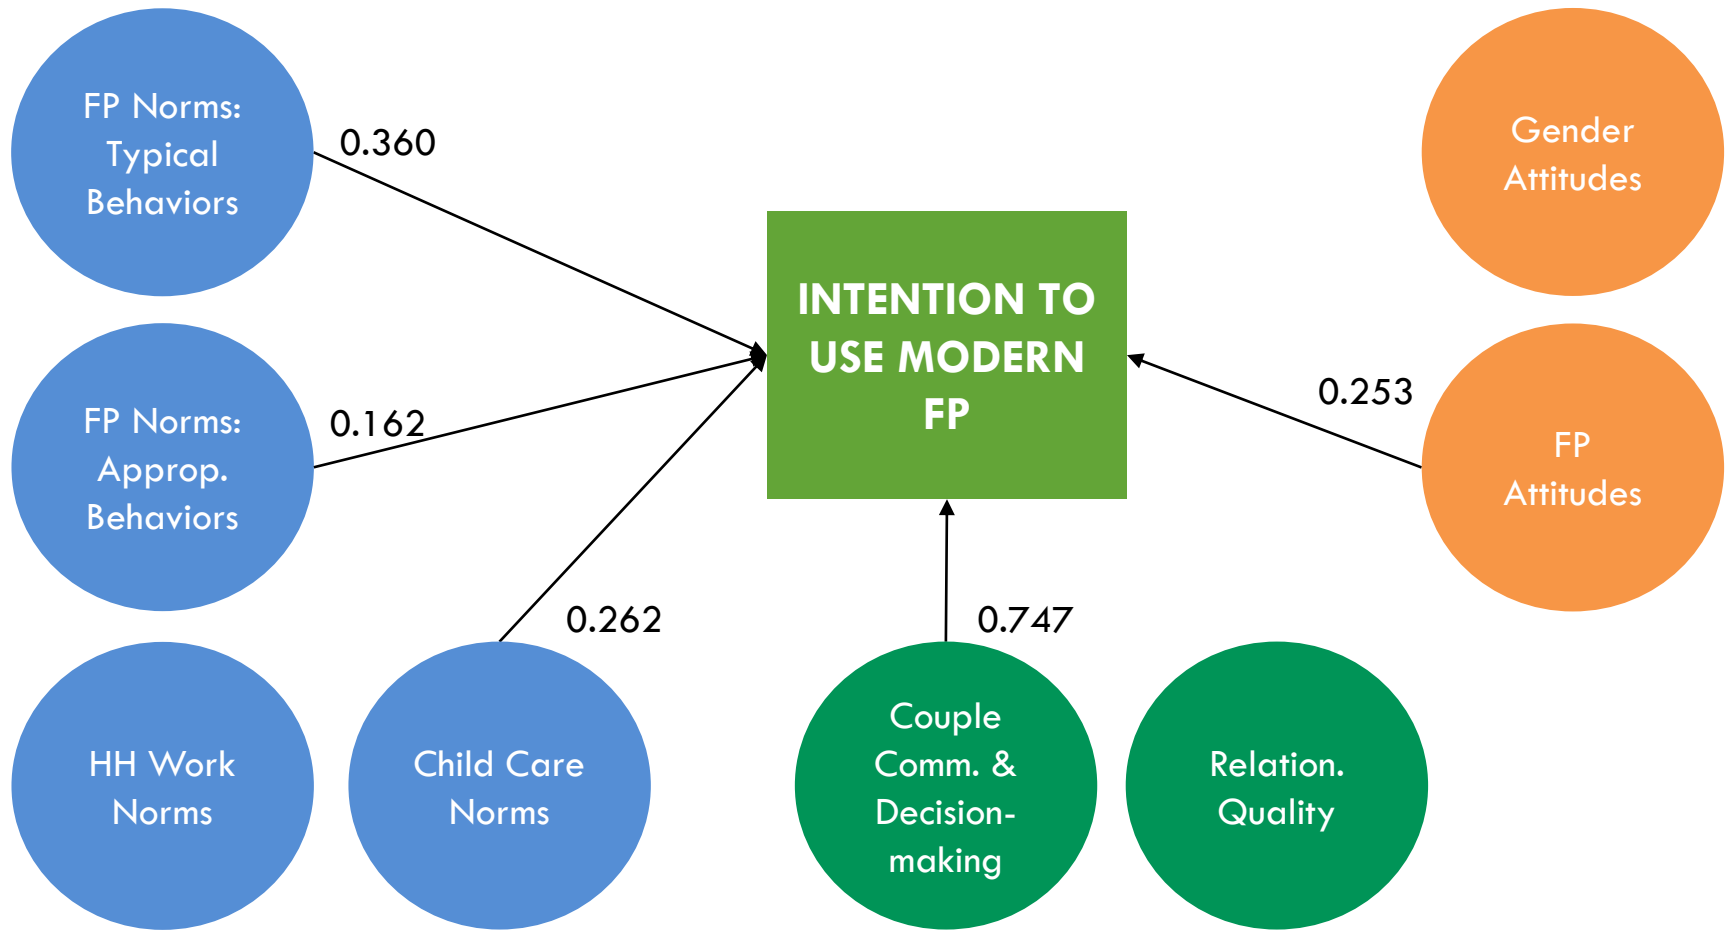 FP Norms:
Typical
Behaviors
0.360
Gender
Attitudes
INTENTION TO
USE MODERN
FP
FP Norms:
Approp.
Behaviors
0.162
0.253
FP
Attitudes
0.262
0.747
HH Work
Norms
Child Care
Norms
Couple
Comm. &
Decision-
making
Relation.
Quality